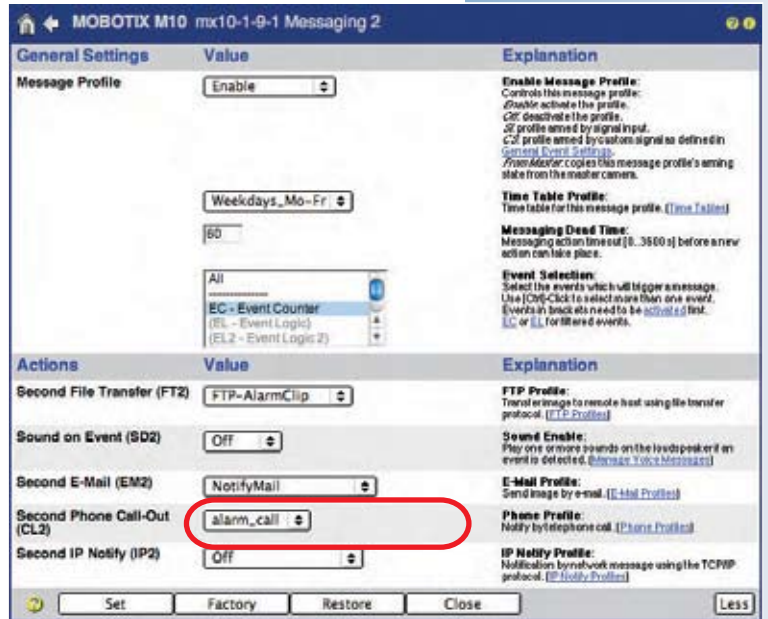 MOBOTIX M10 mx10-1-9-1 Messaging 2
General Settings Value Explanation
Message Profile Enable
Enable Message Profile:
Controls this message profile:
Enable: activate the profile.
Off: deactivate the profile.
SI: profile armed by signal input.
CS: profile armed by custom signal as defined in
General Event Settings.
From Master: copies this message profile's arming
state from the master camera.
Weekdays_Mo-Fr
Time Table Profile:
Time table for this message profile. (Time Tables)
60
Messaging Dead Time:
Messaging action timeout [0..3600 s] before a new
action can take place.
All
--------------
EC - Event Counter
(EL - Event Logic)
(EL2 - Event Logic 2)
Event Selection:
Select the events which will trigger a message.
Use [Ctrl]-Click to select more than one event.
Events in brackets need to be activated first.
EC or EL for filtered events.
Actions Value Explanation
Second File Transfer (FT2) FTP-AlarmClip
FTP Profile:
Transfer image to remote host using file transfer
protocol. (FTP Profiles)
Sound on Event (SD2) Off
Sound Enable:
Play one or more sounds on the loudspeaker if an
event is detected. (Manage Voice Messages)
Second E-Mail (EM2) NotifyMail
E-Mail Profile:
Send image by e-mail. (E-Mail Profiles)
Second Phone Call-Out
(CL2)
alarm_call
Phone Profile:
Notify by telephone call. (Phone Profiles)
Second IP Notify (IP2) Off
IP Notify Profile:
Notification by network message using the TCP/IP
protocol. (IP Notify Profiles)
Set Factory Restore Close Less